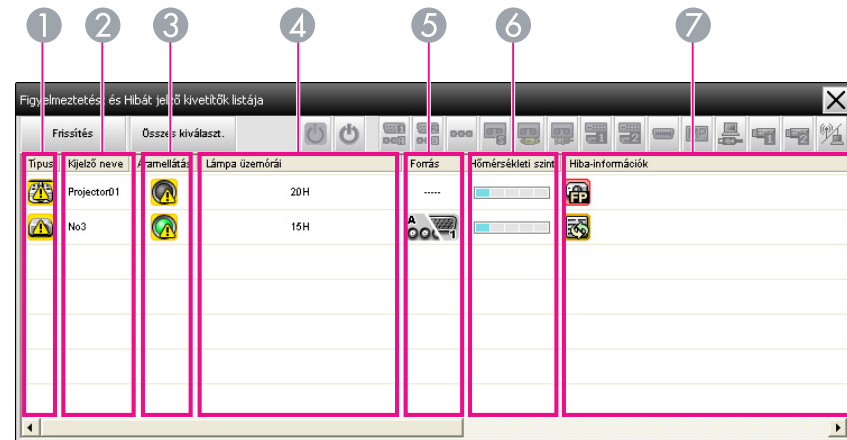 1 2 3 4 5 6 7
Figyelmeztetést és Hibát jelző kivetítők listája
Frissítés Összes kiválaszt.
Típus Kijelző neve Áramellátás Lámpa üzemórái Forrás Hőmérsékleti szint Hiba-információk
Projector01 20H ----- FP
No3 15H A 1